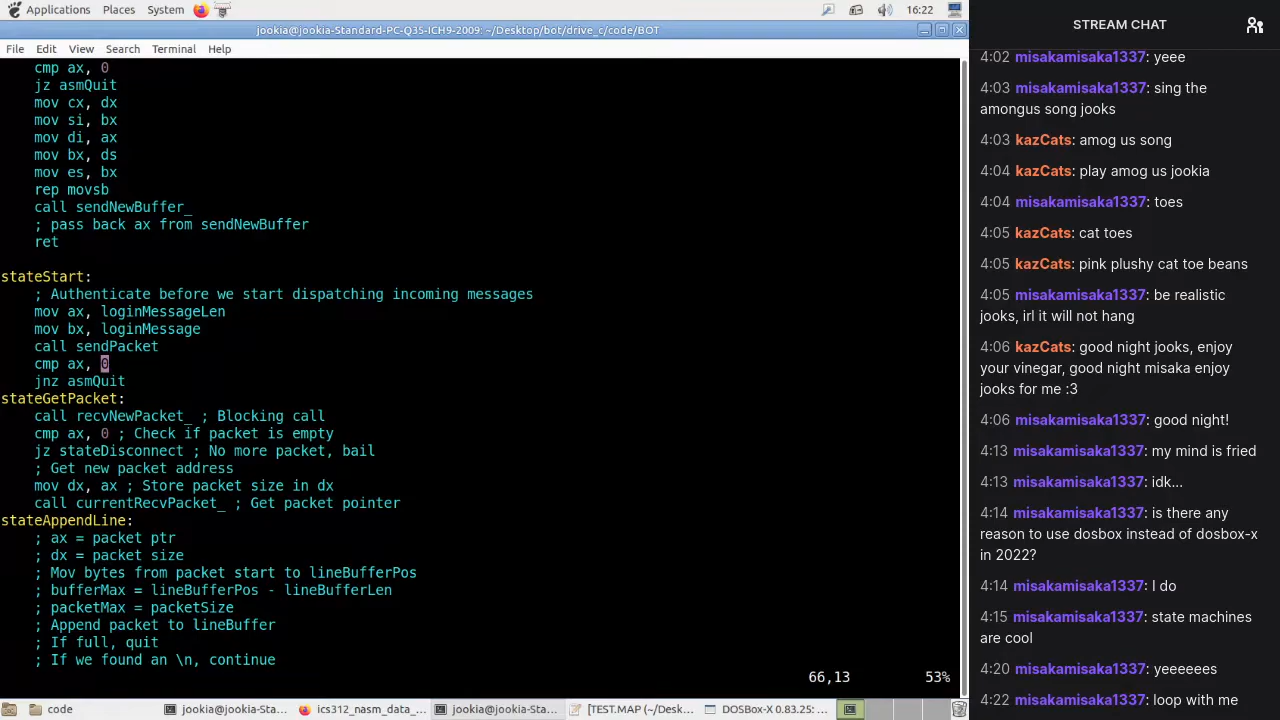 Applications Places System 16:22
jookia@jookia-Standard-PC-Q35-ICH9-2009: ~/Desktop/bot/drive_c/code/BOT
File Edit View Search Terminal Help
cmp ax, 0
jz asmQuit
mov cx, dx
mov si, bx
mov di, ax
mov bx, ds
mov es, bx
rep movsb
call sendNewBuffer_
; pass back ax from sendNewBuffer
ret
stateStart:
; Authenticate before we start dispatching incoming messages
mov ax, loginMessageLen
mov bx, loginMessage
call sendPacket
cmp ax, 0
jnz asmQuit
stateGetPacket:
call recvNewPacket_ ; Blocking call
cmp ax, 0 ; Check if packet is empty
jz stateDisconnect ; No more packet, bail
; Get new packet address
mov dx, ax ; Store packet size in dx
call currentRecvPacket_ ; Get packet pointer
stateAppendLine:
; ax = packet ptr
; dx = packet size
; Mov bytes from packet start to lineBufferPos
; bufferMax = lineBufferPos - lineBufferLen
; packetMax = packetSize
; Append packet to lineBuffer
; If full, quit
; If we found an \n, continue
66,13 53%
code jookia@jookia-Sta... ics312_nasm_data_... jookia@jookia-Sta... [TEST.MAP (~/Desk... DOSBox-X 0.83.25: ...
STREAM CHAT
4:02 misakamisaka1337: yeee
4:03 misakamisaka1337: sing the
amongus song jooks
4:03 kazCats: amog us song
4:04 kazCats: play amog us jookia
4:04 misakamisaka1337: toes
4:05 kazCats: cat toes
4:05 kazCats: pink plushy cat toe beans
4:05 misakamisaka1337: be realistic
jooks, irl it will not hang
4:06 kazCats: good night jooks, enjoy
your vinegar, good night misaka enjoy
jooks for me :3
4:06 misakamisaka1337: good night!
4:13 misakamisaka1337: my mind is fried
4:13 misakamisaka1337: idk...
4:14 misakamisaka1337: is there any
reason to use dosbox instead of dosbox-x
in 2022?
4:14 misakamisaka1337: I do
4:15 misakamisaka1337: state machines
are cool
4:20 misakamisaka1337: yeeeeees
4:22 misakamisaka1337: loop with me